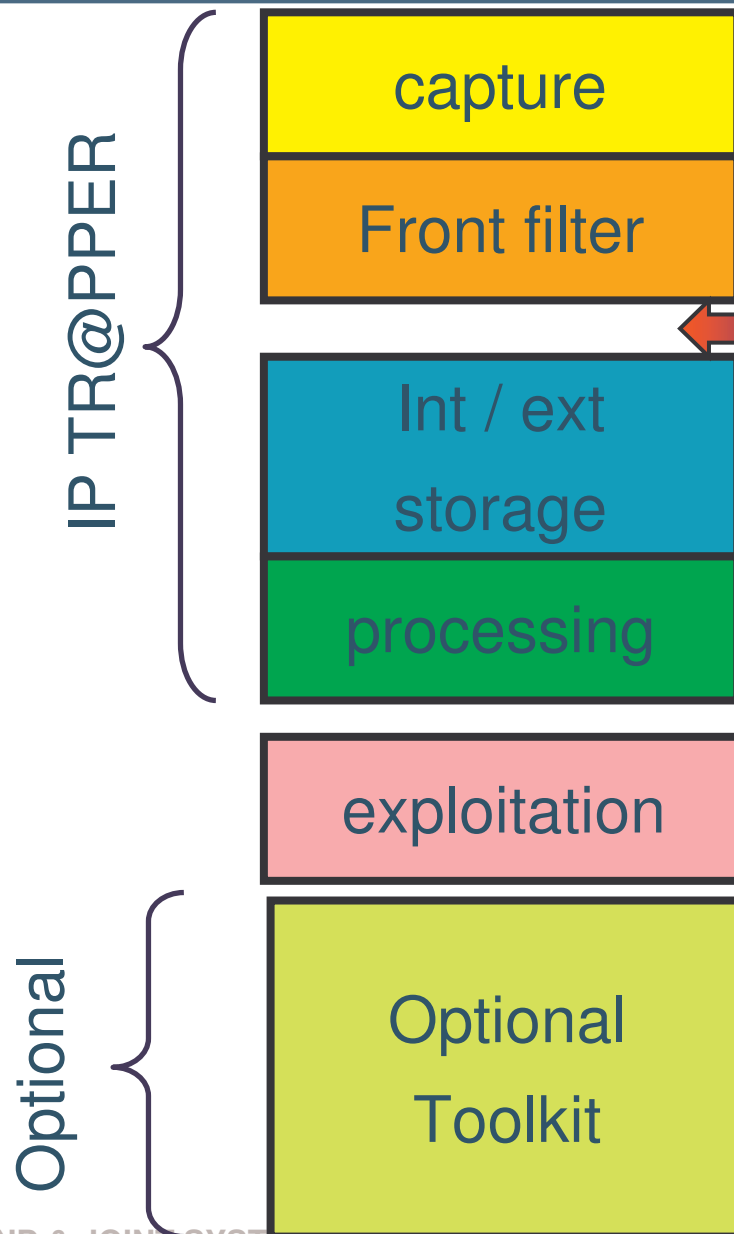 IP TR@PPER
capture
Front filter
Int / ext
storage
processing
exploitation
Optional
Optional
Toolkit